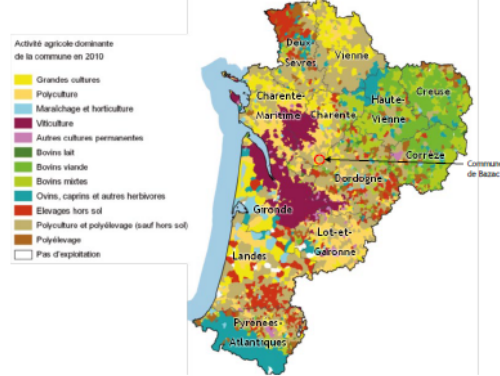 Activité agricole dominante
de la commune en 2010
Grandes cultures
Polyculture
Maraîchage et horticulture
Viticulture
Autres cultures permanentes
Bovins lait
Bovins viande
Bovins mixtes
Ovins, caprins et autres herbivores
Elevages hors sol
Polyculture et polyélevage (sauf hors sol)
Polyélevage
Pas d'exploitation
Deux-
Sèvres
Vienne
Charente-
Maritime
Charente
Haute-
Vienne
Creuse
Corrèze
Commune
de Bazac
Dordogne
Gironde
Lot-et-
Garonne
Landes
Pyrénées-
Atlantiques